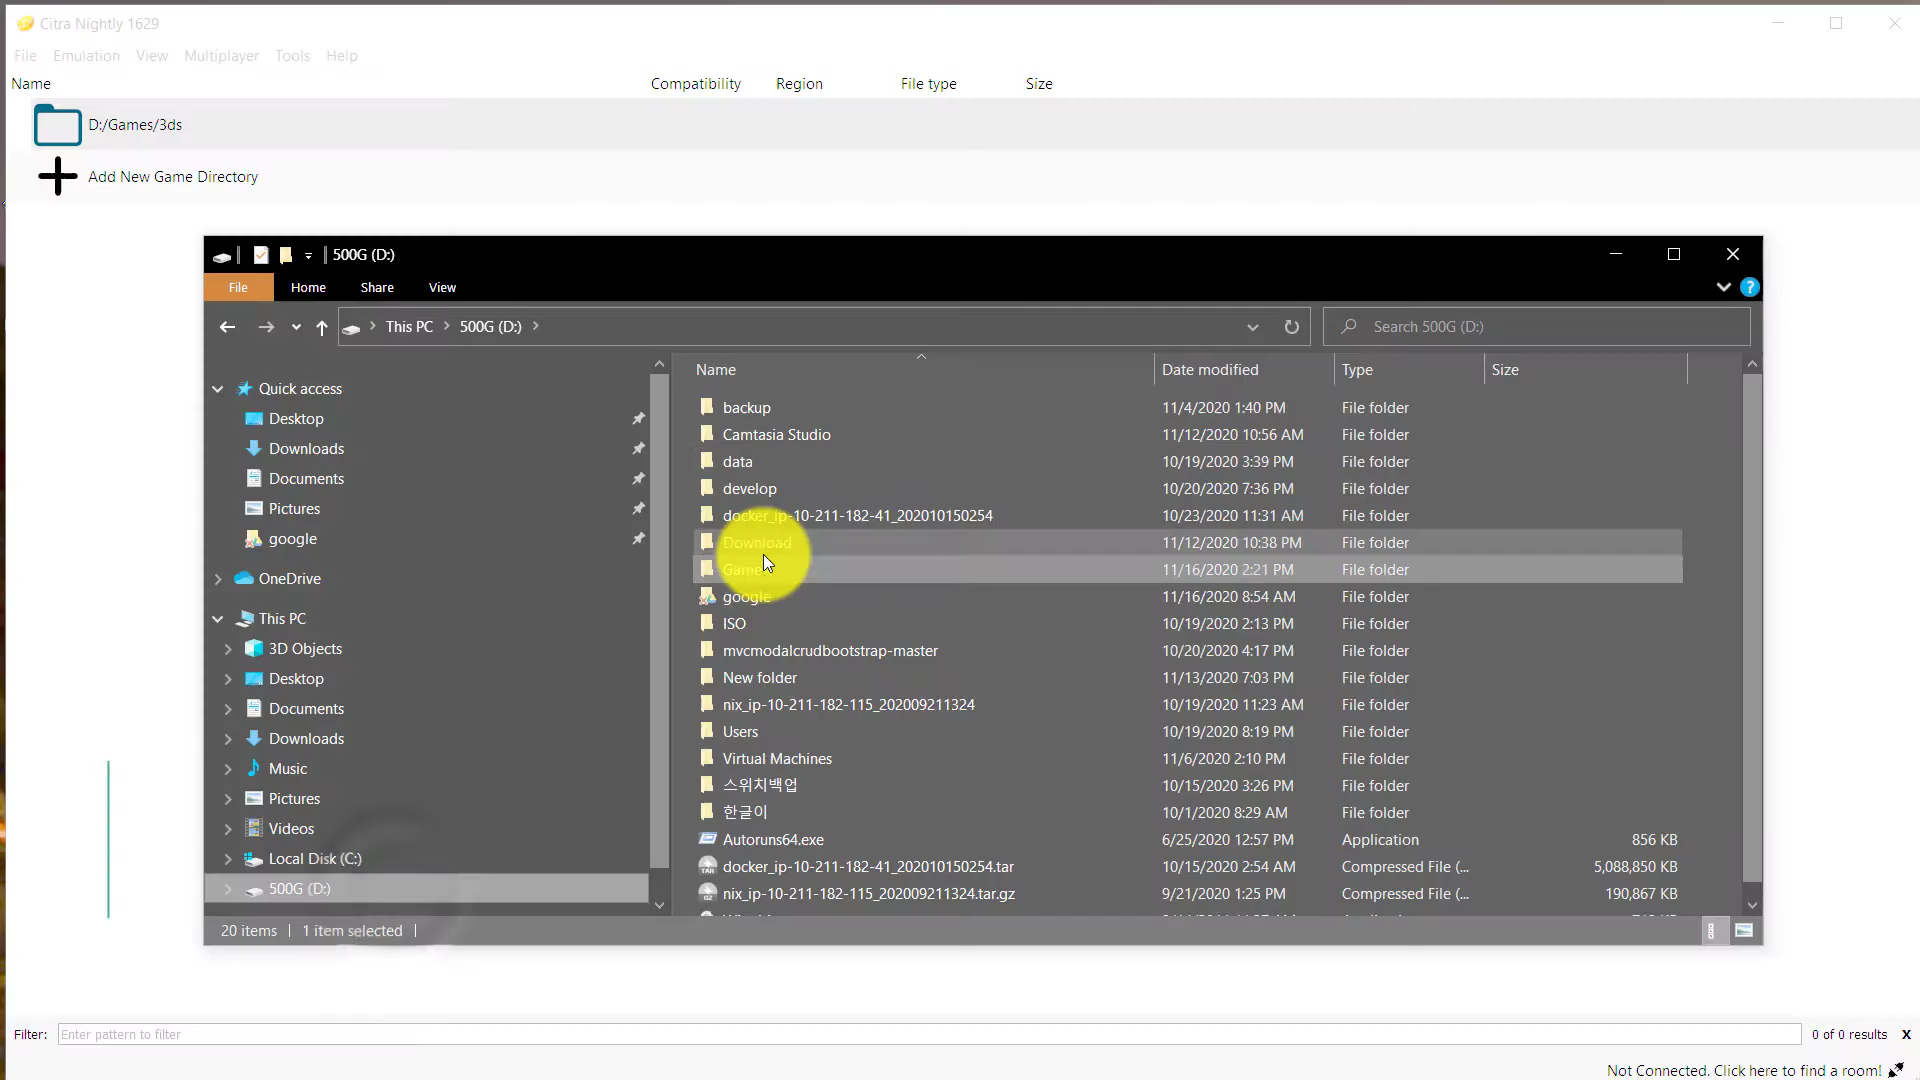 Citra Nightly 1629
File Emulation View Multiplayer Tools Help
Name Compatibility Region File type Size
D:/Games/3ds
Add New Game Directory
500G (D:)
File Home Share View
This PC 500G (D:) Search 500G (D:)
Quick access
Desktop
Downloads
Documents
Pictures
google
OneDrive
This PC
3D Objects
Desktop
Documents
Downloads
Music
Pictures
Videos
Local Disk (C:)
500G (D:)
Name Date modified Type Size
backup 11/4/2020 1:40 PM File folder
Camtasia Studio 11/12/2020 10:56 AM File folder
data 10/19/2020 3:39 PM File folder
develop 10/20/2020 7:36 PM File folder
docker_ip-10-211-182-41_202010150254 10/23/2020 11:31 AM File folder
Download 11/12/2020 10:38 PM File folder
11/16/2020 2:21 PM File folder
google 11/16/2020 8:54 AM File folder
ISO 10/19/2020 2:13 PM File folder
mvcmodalcrudbootstrap-master 10/20/2020 4:17 PM File folder
New folder 11/13/2020 7:03 PM File folder
nix_ip-10-211-182-115_202009211324 10/19/2020 11:23 AM File folder
Users 10/19/2020 8:19 PM File folder
Virtual Machines 11/6/2020 2:10 PM File folder
스위치백업 10/15/2020 3:26 PM File folder
한글이 10/1/2020 8:29 AM File folder
Autoruns64.exe 6/25/2020 12:57 PM Application 856 KB
docker_ip-10-211-182-41_202010150254.tar 10/15/2020 2:54 AM Compressed File (... 5,088,850 KB
nix_ip-10-211-182-115_202009211324.tar.gz 9/21/2020 1:25 PM Compressed File (... 190,867 KB
20 items 1 item selected
Filter: Enter pattern to filter 0 of 0 results X
Not Connected. Click here to find a room!